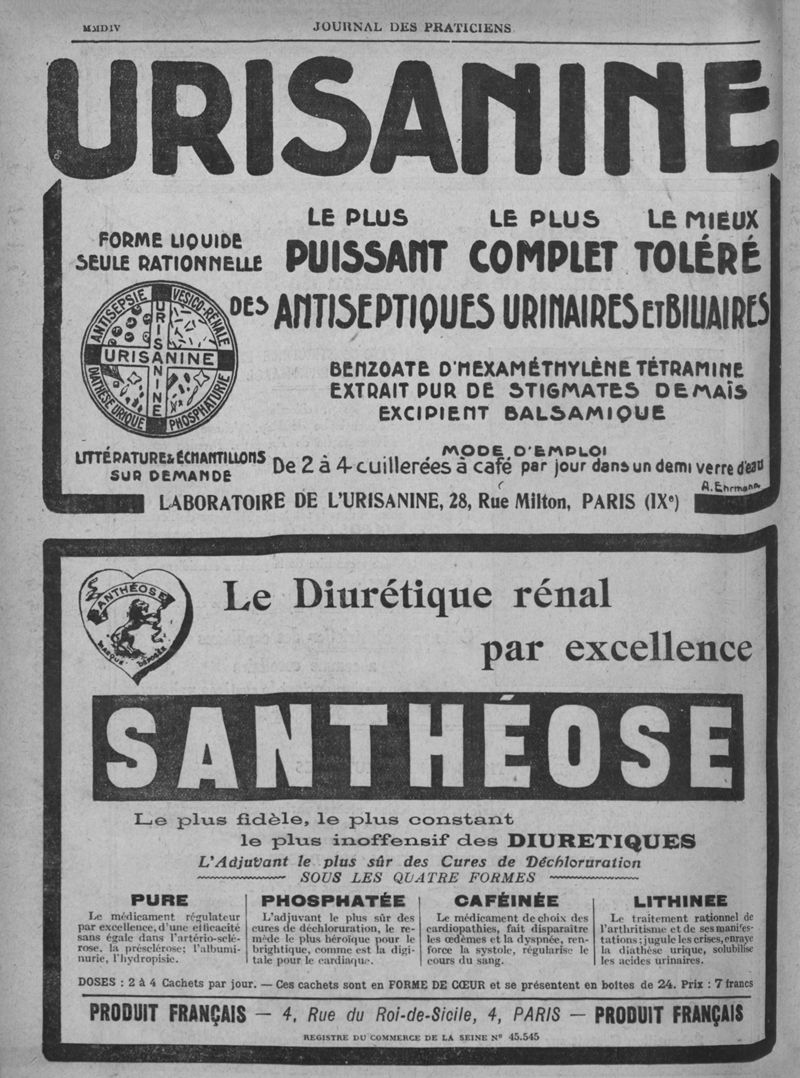 MMDIV
JOURNAL DES PRATICIENS
URISANINE
LE PLUS LE PLUS LE MIEUX
FORME LIQUIDE
SEULE RATIONNELLE
PUISSANT COMPLET TOLÉRÉ
DES ANTISEPTIQUES URINAIRES ET BILIAIRES
ANTISEPSIE VESICO-RÉNALE
URISANINE
URISANINE
DIATHÈSE URIQUE PHOSPHATURIE
BENZOATE D'HEXAMÉTHYLÈNE TÉTRAMINE
EXTRAIT PUR DE STIGMATES DE MAÏS
EXCIPIENT BALSAMIQUE
LITTÉRATURE & ÉCHANTILLONS
SUR DEMANDE
MODE D'EMPLOI
De 2 à 4 cuillerées à café par jour dans un demi verre d'eau
R. Ehrmann
LABORATOIRE DE L'URISANINE, 28, Rue Milton, PARIS (IXe)
SANTHÉOSE
MARQUE DÉPOSÉE
Le Diurétique rénal
par excellence
SANTHÉOSE
Le plus fidèle, le plus constant
le plus inoffensif des DIURETIQUES
L'Adjuvant le plus sûr des Cures de Déchloruration
SOUS LES QUATRE FORMES
PURE
Le médicament régulateur
par excellence, d'une efficacité
sans égale dans l'artério-sclé-
rose, la présclérose; l'albumi-
nurie, l'hydropisie.
PHOSPHATÉE
L'adjuvant le plus sûr des
cures de déchloruration, le re-
mède le plus héroïque pour le
brightique, comme est la digi-
tale pour le cardiaque.
CAFÉINÉE
Le médicament de choix des
cardiopathies, fait disparaître
les œdèmes et la dyspnée, ren-
force la systole, régularise le
cours du sang.
LITHINEE
Le traitement rationnel de
l'arthritisme et de ses manifes-
tations; jugule les crises, enraye
la diathèse urique, solubilise
les acides urinaires.
DOSES : 2 à 4 Cachets par jour. — Ces cachets sont en FORME DE CŒUR et se présentent en boîtes de 24. Prix : 7 francs
PRODUIT FRANÇAIS — 4, Rue du Roi-de-Sicile, 4, PARIS — PRODUIT FRANÇAIS
REGISTRE DU COMMERCE DE LA SEINE No 45.545